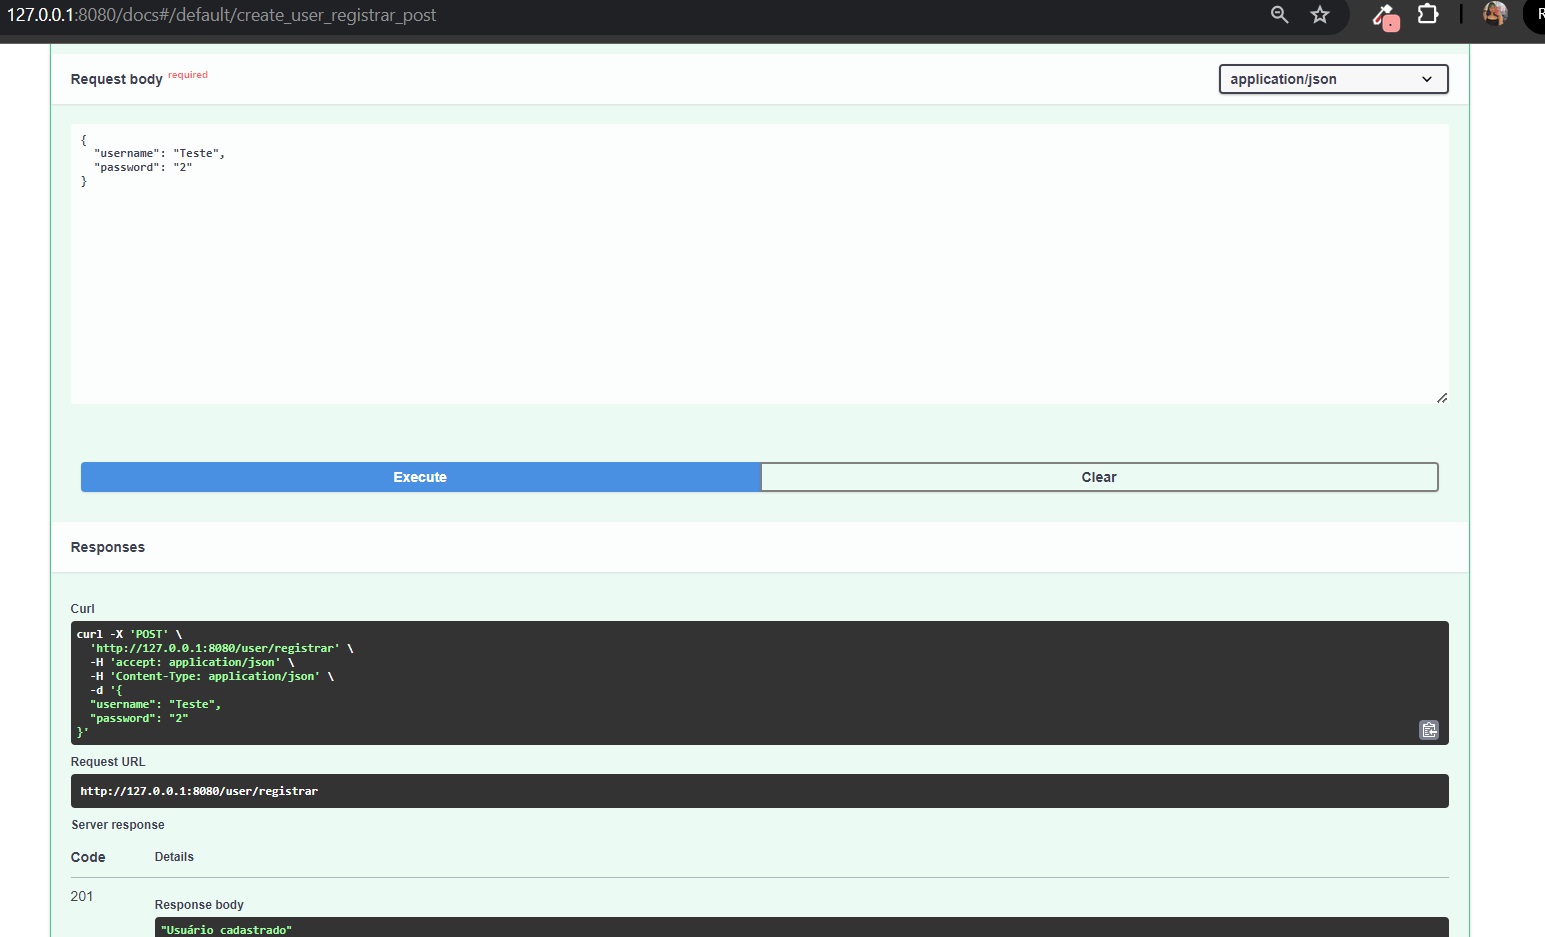 127.0.0.1:8080/docs#/default/create_user_registrar_post
Request body required
application/json
{
  "username": "Teste",
  "password": "2"
}
Execute
Clear
Responses
Curl
curl -X 'POST' \
  'http://127.0.0.1:8080/user/registrar' \
  -H 'accept: application/json' \
  -H 'Content-Type: application/json' \
  -d '{
  "username": "Teste",
  "password": "2"
}'
Request URL
http://127.0.0.1:8080/user/registrar
Server response
Code Details
201
Response body
"Usuário cadastrado"